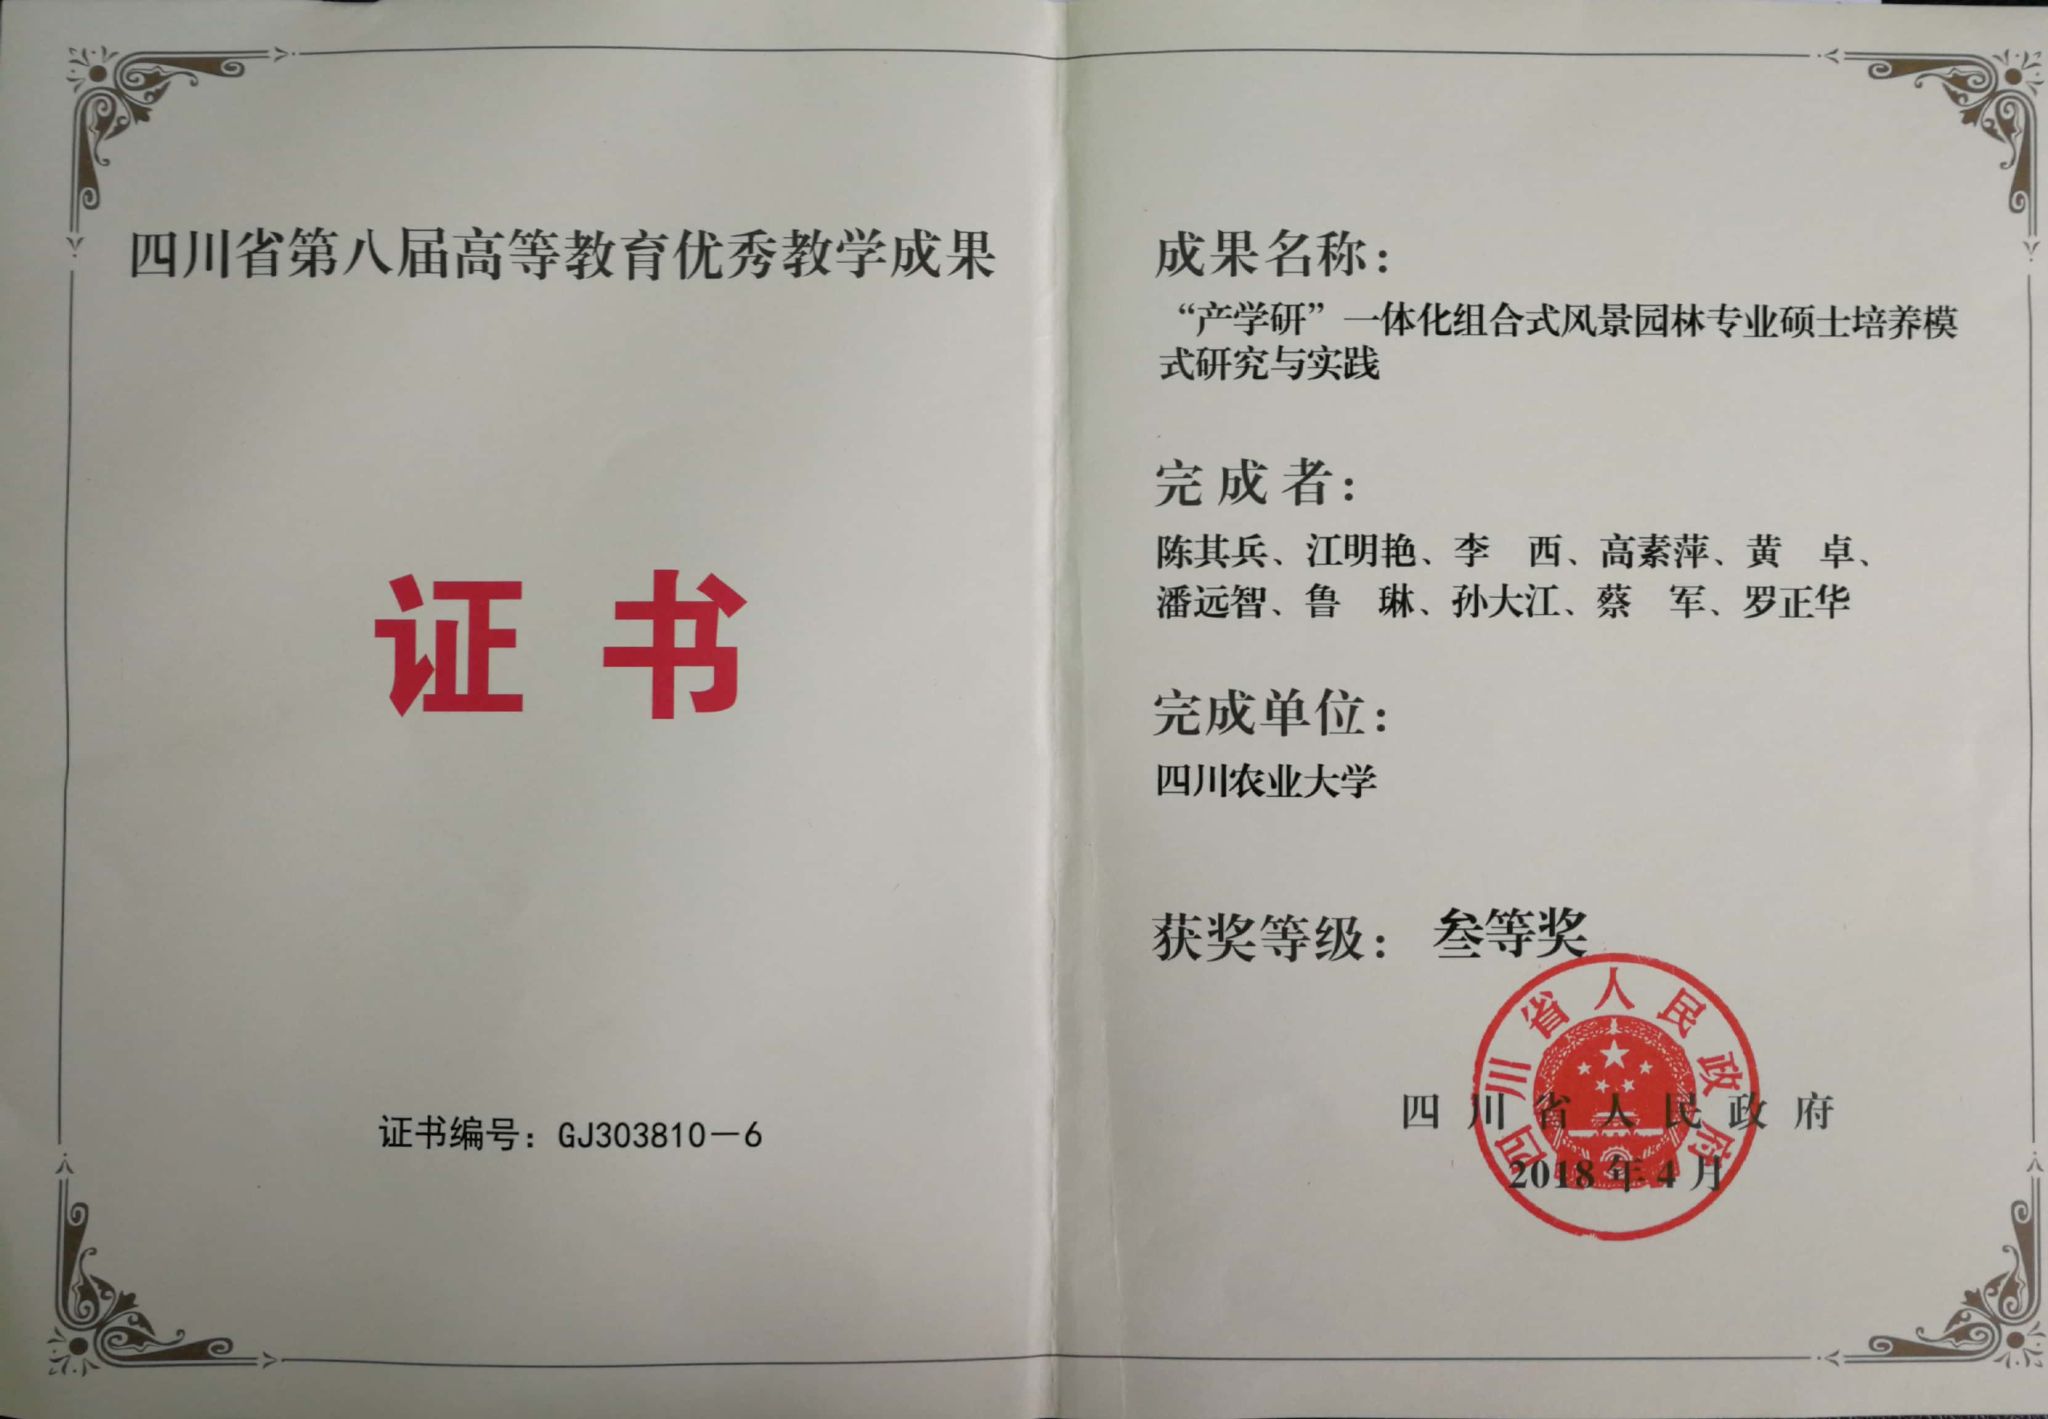 四川省第八届高等教育优秀教学成果
证 书
证书编号：GJ303810－6
成果名称：
“产学研”一体化组合式风景园林专业硕士培养模
式研究与实践
完 成 者：
陈其兵、江明艳、李　西、高素萍、黄　卓、
潘远智、鲁　琳、孙大江、蔡　军、罗正华
完成单位：
四川农业大学
获奖等级： 叁等奖
四川省人民政府
四 川 省 人 民 政 府
2018 年 4 月